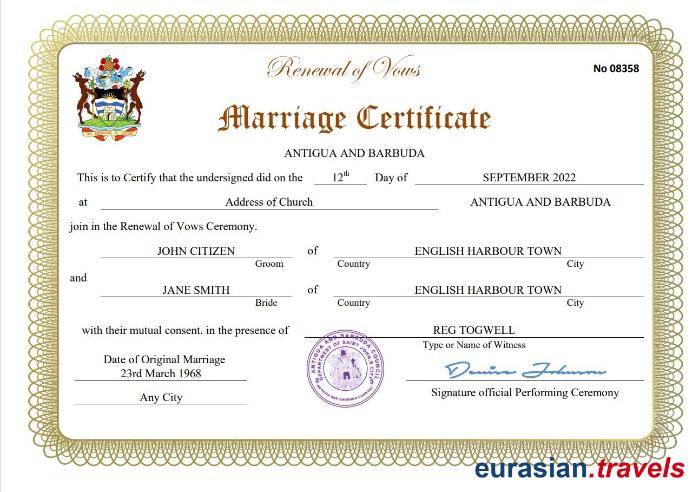 Renewal of Vows
No 08358
Marriage Certificate
ANTIGUA AND BARBUDA
This is to Certify that the undersigned did on the 12th Day of SEPTEMBER 2022
at Address of Church ANTIGUA AND BARBUDA
join in the Renewal of Vows Ceremony.
JOHN CITIZEN of ENGLISH HARBOUR TOWN
Groom Country City
and
JANE SMITH of ENGLISH HARBOUR TOWN
Bride Country City
with their mutual consent. in the presence of REG TOGWELL
Type or Name of Witness
Date of Original Marriage
23rd March 1968
Any City
ANTIGUA AND BARBUDA COUNCIL
Denise Johnson
Signature official Performing Ceremony
eurasian.travels